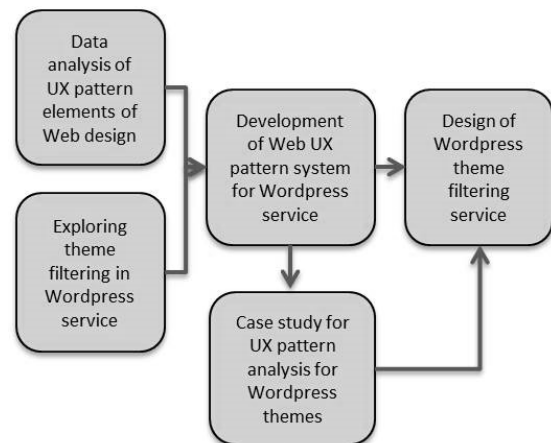 Data
analysis of
UX pattern
elements of
Web design
Exploring
theme
filtering in
Wordpress
service
Development
of Web UX
pattern system
for Wordpress
service
Case study for
UX pattern
analysis for
Wordpress
themes
Design of
Wordpress
theme
filtering
service